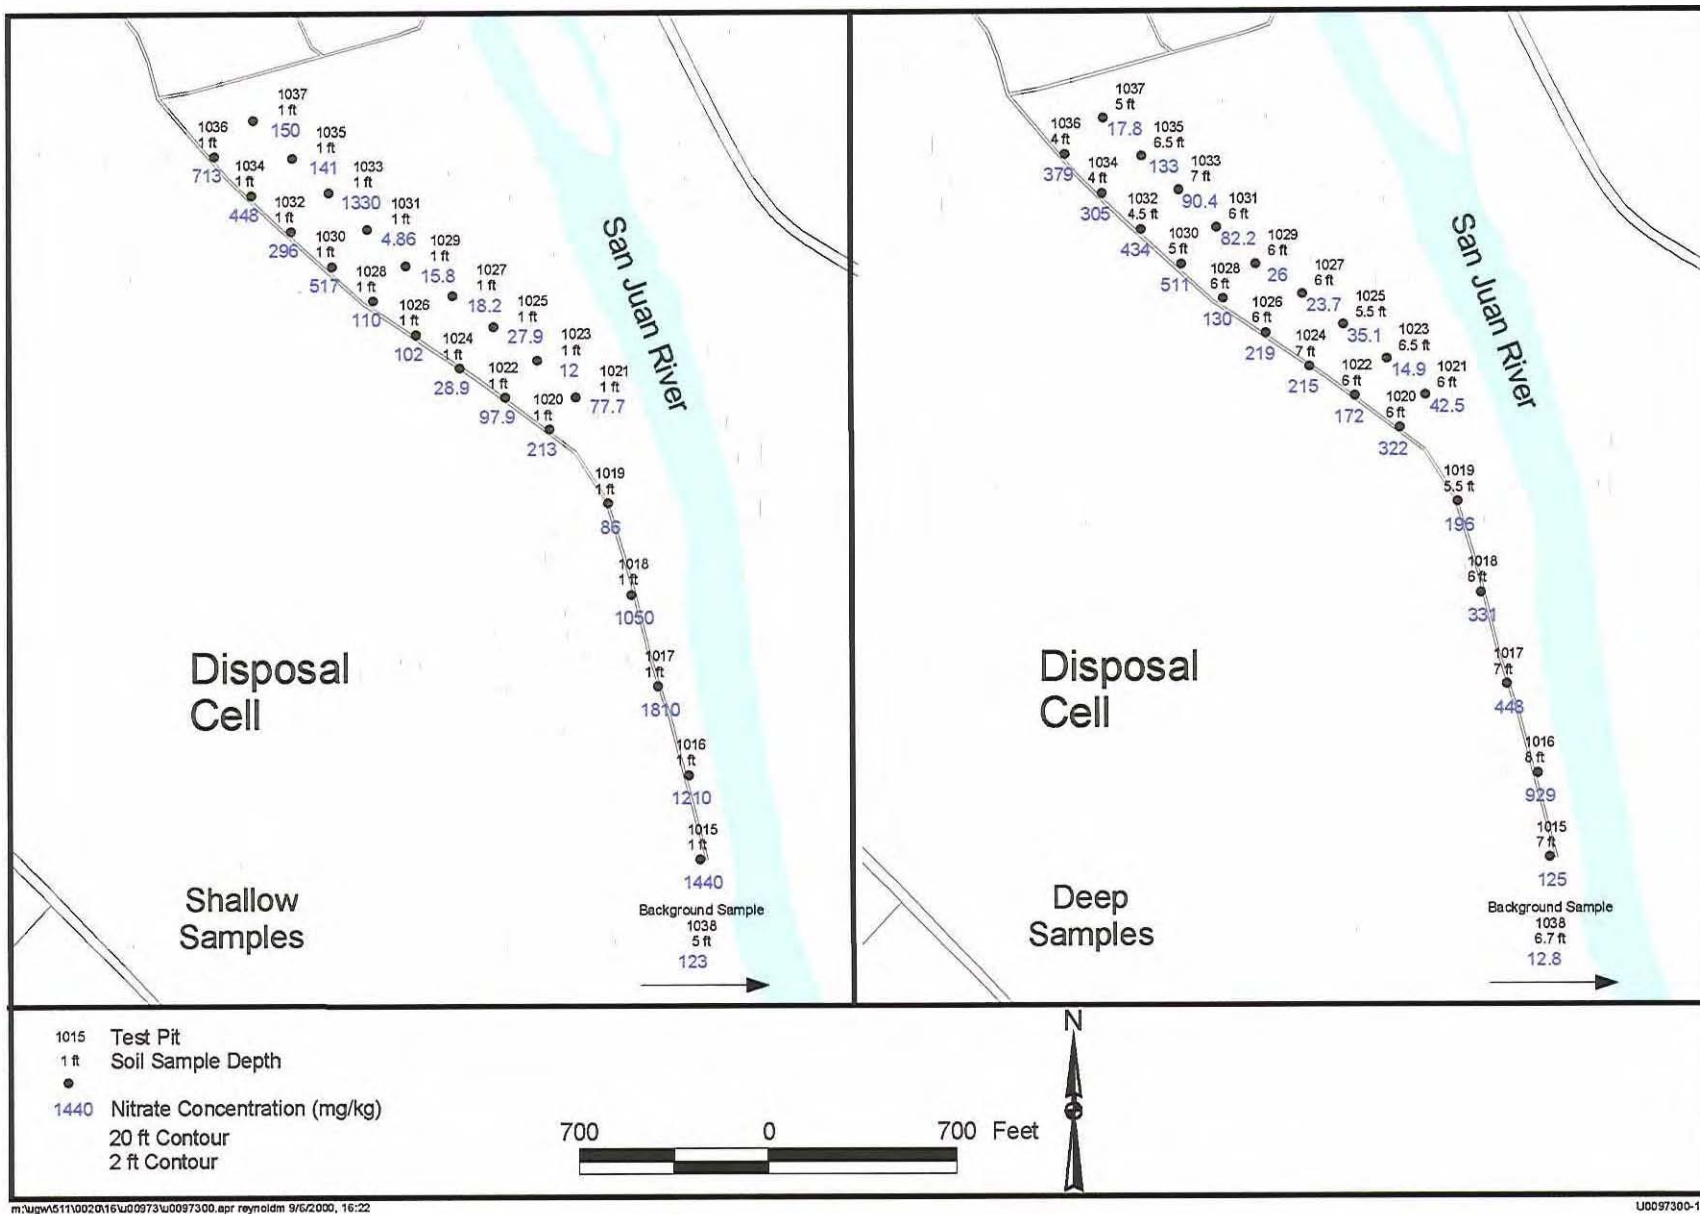 1037
1 ft
150
1036
1 ft
713
1035
1 ft
141
1034
1 ft
448
1033
1 ft
1330
1032
1 ft
296
1031
1 ft
4.86
1030
1 ft
517
1029
1 ft
15.8
1028
1 ft
110
1027
1 ft
18.2
1026
1 ft
102
1025
1 ft
27.9
1024
1 ft
28.9
1023
1 ft
12
1022
1 ft
97.9
1021
1 ft
77.7
1020
1 ft
213
1019
1 ft
86
1018
1 ft
1050
1017
1 ft
1810
1016
1 ft
1210
1015
1 ft
1440
San Juan River
Disposal
Cell
Shallow
Samples
Background Sample
1038
5 ft
123
1037
5 ft
17.8
1036
4 ft
379
1035
6.5 ft
133
1034
4 ft
305
1033
7 ft
90.4
1032
4.5 ft
434
1031
6 ft
82.2
1030
5 ft
511
1029
6 ft
26
1028
6 ft
130
1027
6 ft
23.7
1026
6 ft
219
1025
5.5 ft
35.1
1024
7 ft
215
1023
6.5 ft
14.9
1022
6 ft
172
1021
6 ft
42.5
1020
6 ft
322
1019
5.5 ft
196
1018
6 ft
331
1017
7 ft
448
1016
8 ft
929
1015
7 ft
125
San Juan River
Disposal
Cell
Deep
Samples
Background Sample
1038
6.7 ft
12.8
1015 Test Pit
1 ft Soil Sample Depth
1440 Nitrate Concentration (mg/kg)
20 ft Contour
2 ft Contour
700 0 700 Feet
N
m:\ugw\511\0020\16\u00973\u0097300.apr reynoldm 9/6/2000, 16:22
U0097300-1